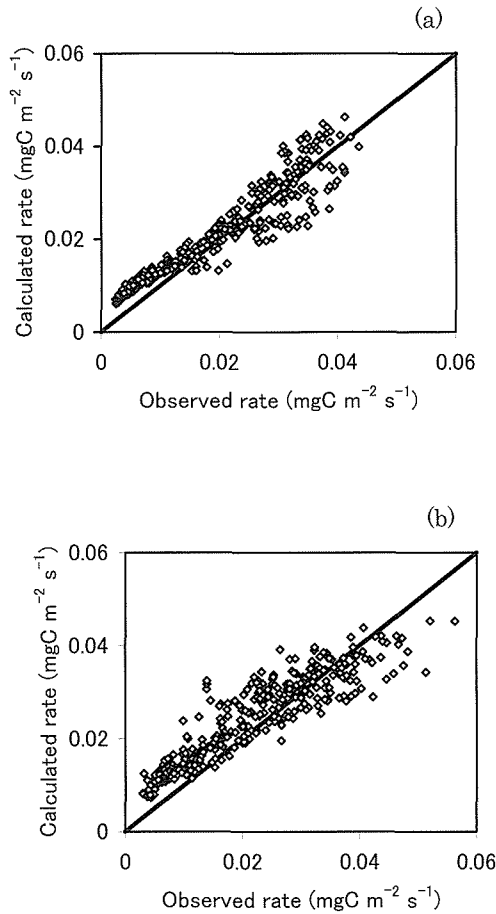 (a)
0.06
0.04
0.02
0
Calculated rate (mgC m⁻² s⁻¹)
0 0.02 0.04 0.06
Observed rate (mgC m⁻² s⁻¹)
(b)
0.06
0.04
0.02
0
Calculated rate (mgC m⁻² s⁻¹)
0 0.02 0.04 0.06
Observed rate (mgC m⁻² s⁻¹)